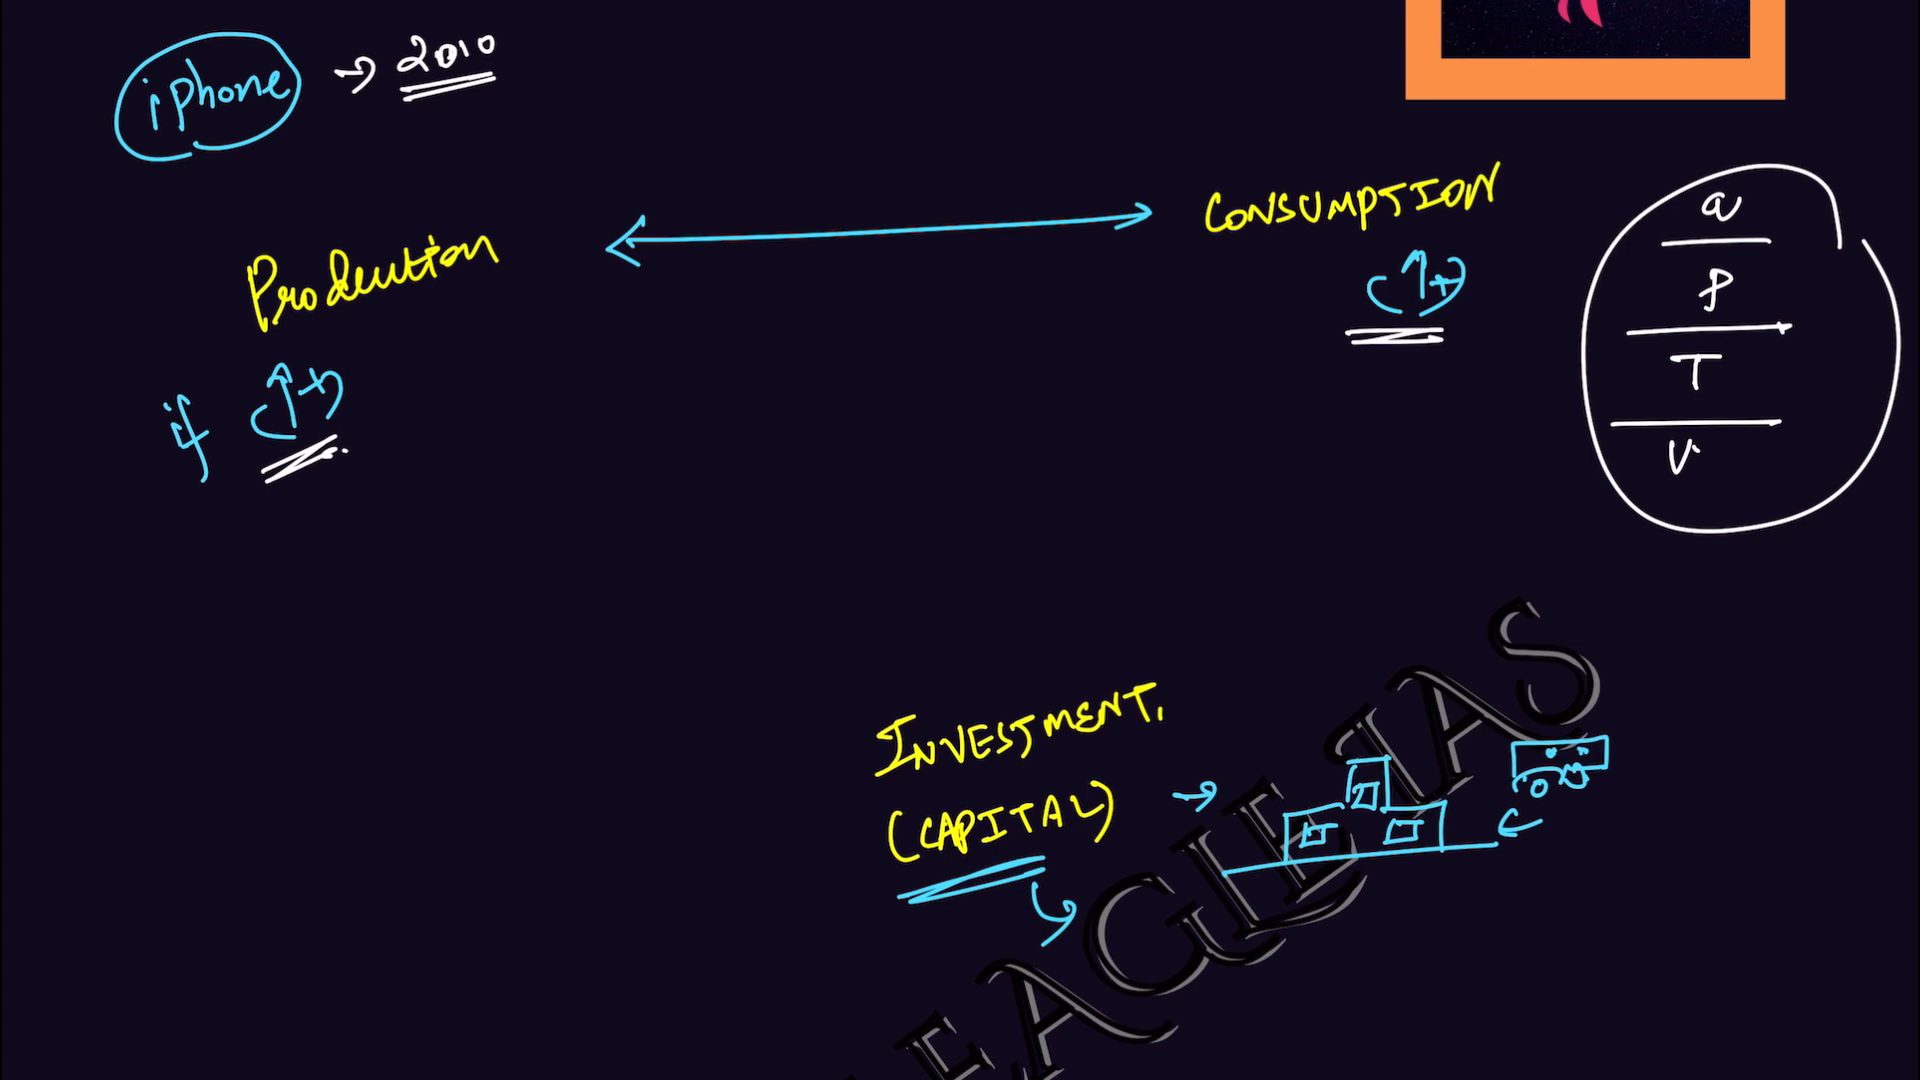 iphone → 2010
CONSUMPTION
Production
(↑+)
if (↑+)
a
P
T
V
INVESTMENT,
(CAPITAL) →
EAGLE IAS